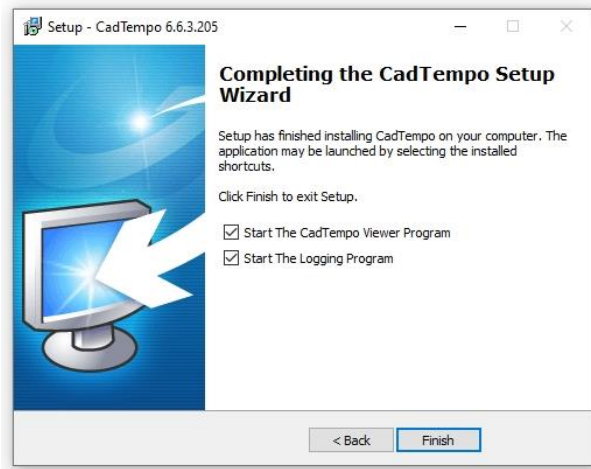 Setup - CadTempo 6.6.3.205
Completing the CadTempo Setup
Wizard
Setup has finished installing CadTempo on your computer. The
application may be launched by selecting the installed
shortcuts.
Click Finish to exit Setup.
Start The CadTempo Viewer Program
Start The Logging Program
< Back
Finish